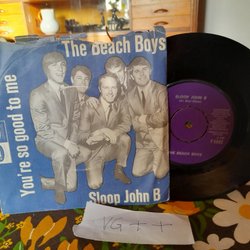 The Beach Boys
You're so good to me
Sloop John B
SLOOP JOHN B
THE BEACH BOYS
VG++